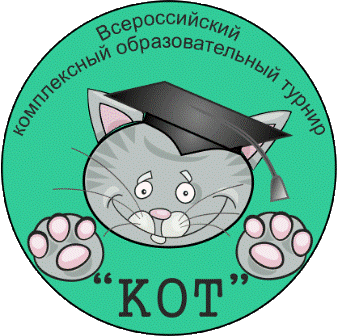 Всероссийский
комплексный образовательный турнир
“КОТ”